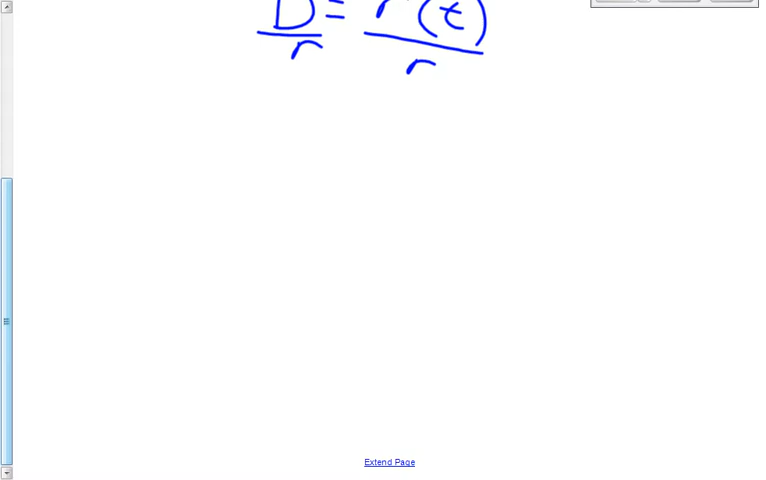 D = r(t)
r r
Extend Page